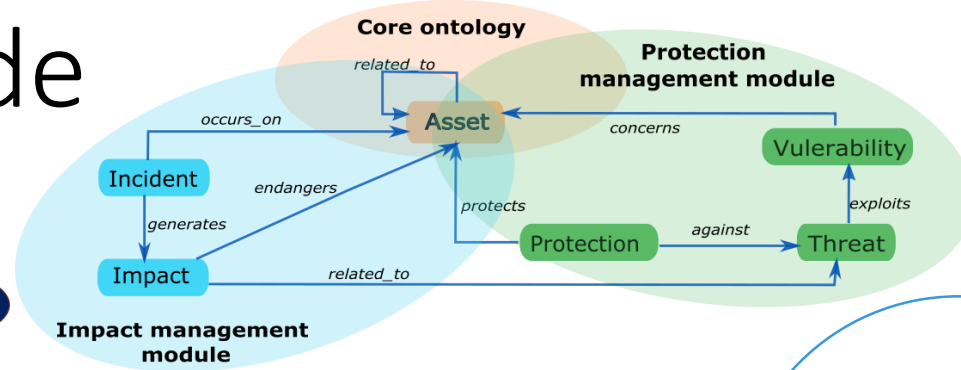 de
Core ontology
Protection
management module
related_to
Asset
occurs_on
concerns
Vulerability
Incident
endangers
generates
protects
exploits
against
Protection
Threat
Impact
related_to
Impact management
module